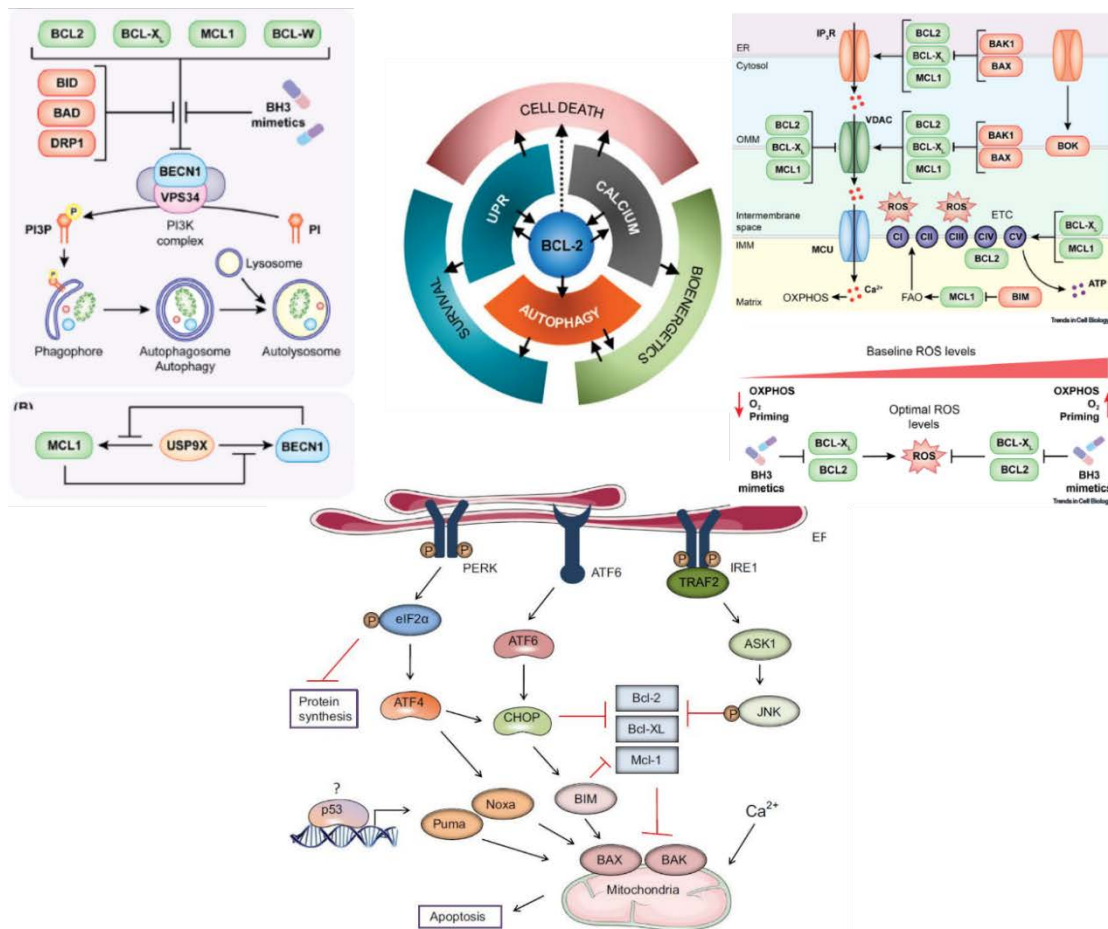 BCL2
BCL-XL
MCL1
BCL-W
BID
BAD
DRP1
BH3
mimetics
BECN1
VPS34
PI3K
complex
P
PI3P
PI
Lysosome
P
Phagophore
Autophagosome
Autophagy
Autolysosome
(B)
MCL1
USP9X
BECN1
CELL DEATH
UPR
CALCIUM
BCL-2
AUTOPHAGY
SURVIVAL
BIOENERGETICS
ER
Cytosol
OMM
Intermembrane
space
IMM
Matrix
IP3R
BCL2
BCL-XL
MCL1
BAK1
BAX
VDAC
BCL2
BCL-XL
MCL1
BCL2
BCL-XL
MCL1
BAK1
BAX
BOK
ROS
ROS
ETC
CI
CII
CIII
CIV
CV
BCL2
BCL-XL
MCL1
MCU
Ca2+
OXPHOS
FAO
MCL1
BIM
ATP
Trends in Cell Biology
Baseline ROS levels
OXPHOS
O2
Priming
Optimal ROS
levels
OXPHOS
O2
Priming
BH3
mimetics
BCL-XL
BCL2
ROS
BCL-XL
BCL2
BH3
mimetics
Trends in Cell Biology
P
P
PERK
ATF6
P
P
IRE1
TRAF2
P
eIF2α
ATF6
ASK1
Protein
synthesis
ATF4
CHOP
Bcl-2
Bcl-XL
Mcl-1
P
JNK
?
p53
Puma
Noxa
BIM
Ca2+
BAX
BAK
Mitochondria
Apoptosis